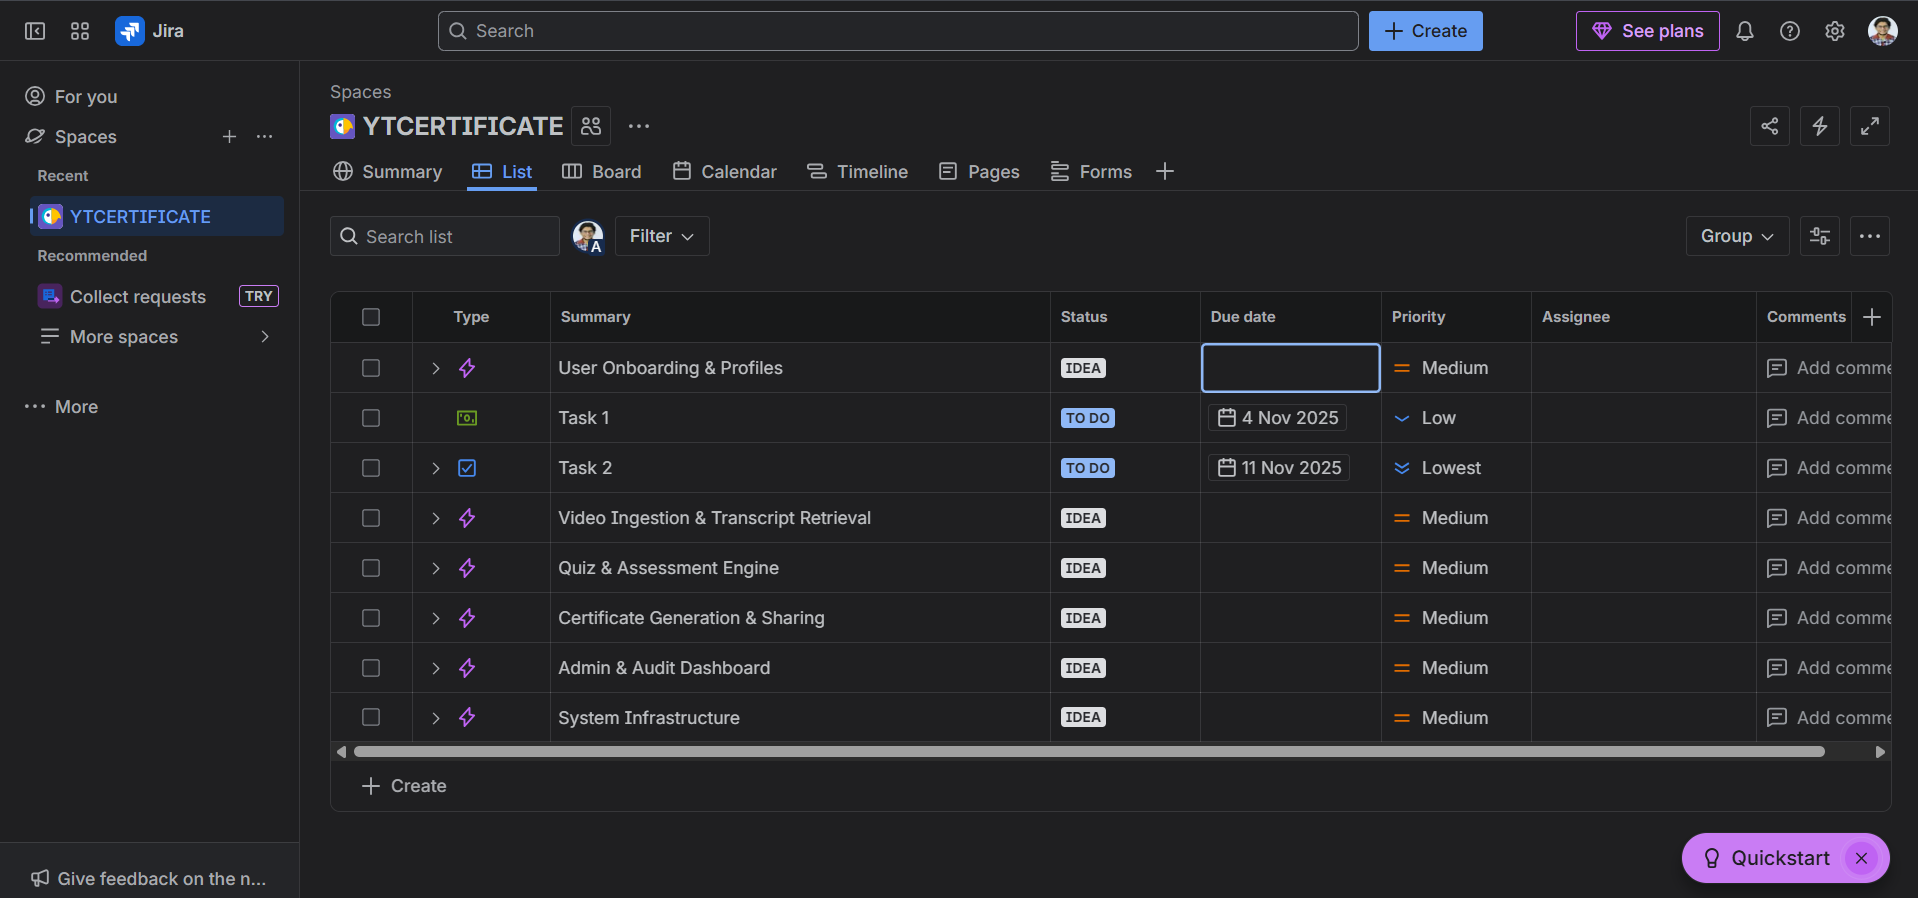 Jira
Search
Create
See plans
For you
Spaces
Recent
YTCERTIFICATE
Recommended
Collect requests TRY
More spaces
More
Give feedback on the n...
Spaces
YTCERTIFICATE
Summary List Board Calendar Timeline Pages Forms
Search list A Filter Group
Type Summary Status Due date Priority Assignee Comments
User Onboarding & Profiles IDEA Medium Add comme
Task 1 TO DO 4 Nov 2025 Low Add comme
Task 2 TO DO 11 Nov 2025 Lowest Add comme
Video Ingestion & Transcript Retrieval IDEA Medium Add comme
Quiz & Assessment Engine IDEA Medium Add comme
Certificate Generation & Sharing IDEA Medium Add comme
Admin & Audit Dashboard IDEA Medium Add comme
System Infrastructure IDEA Medium Add comme
Create
Quickstart